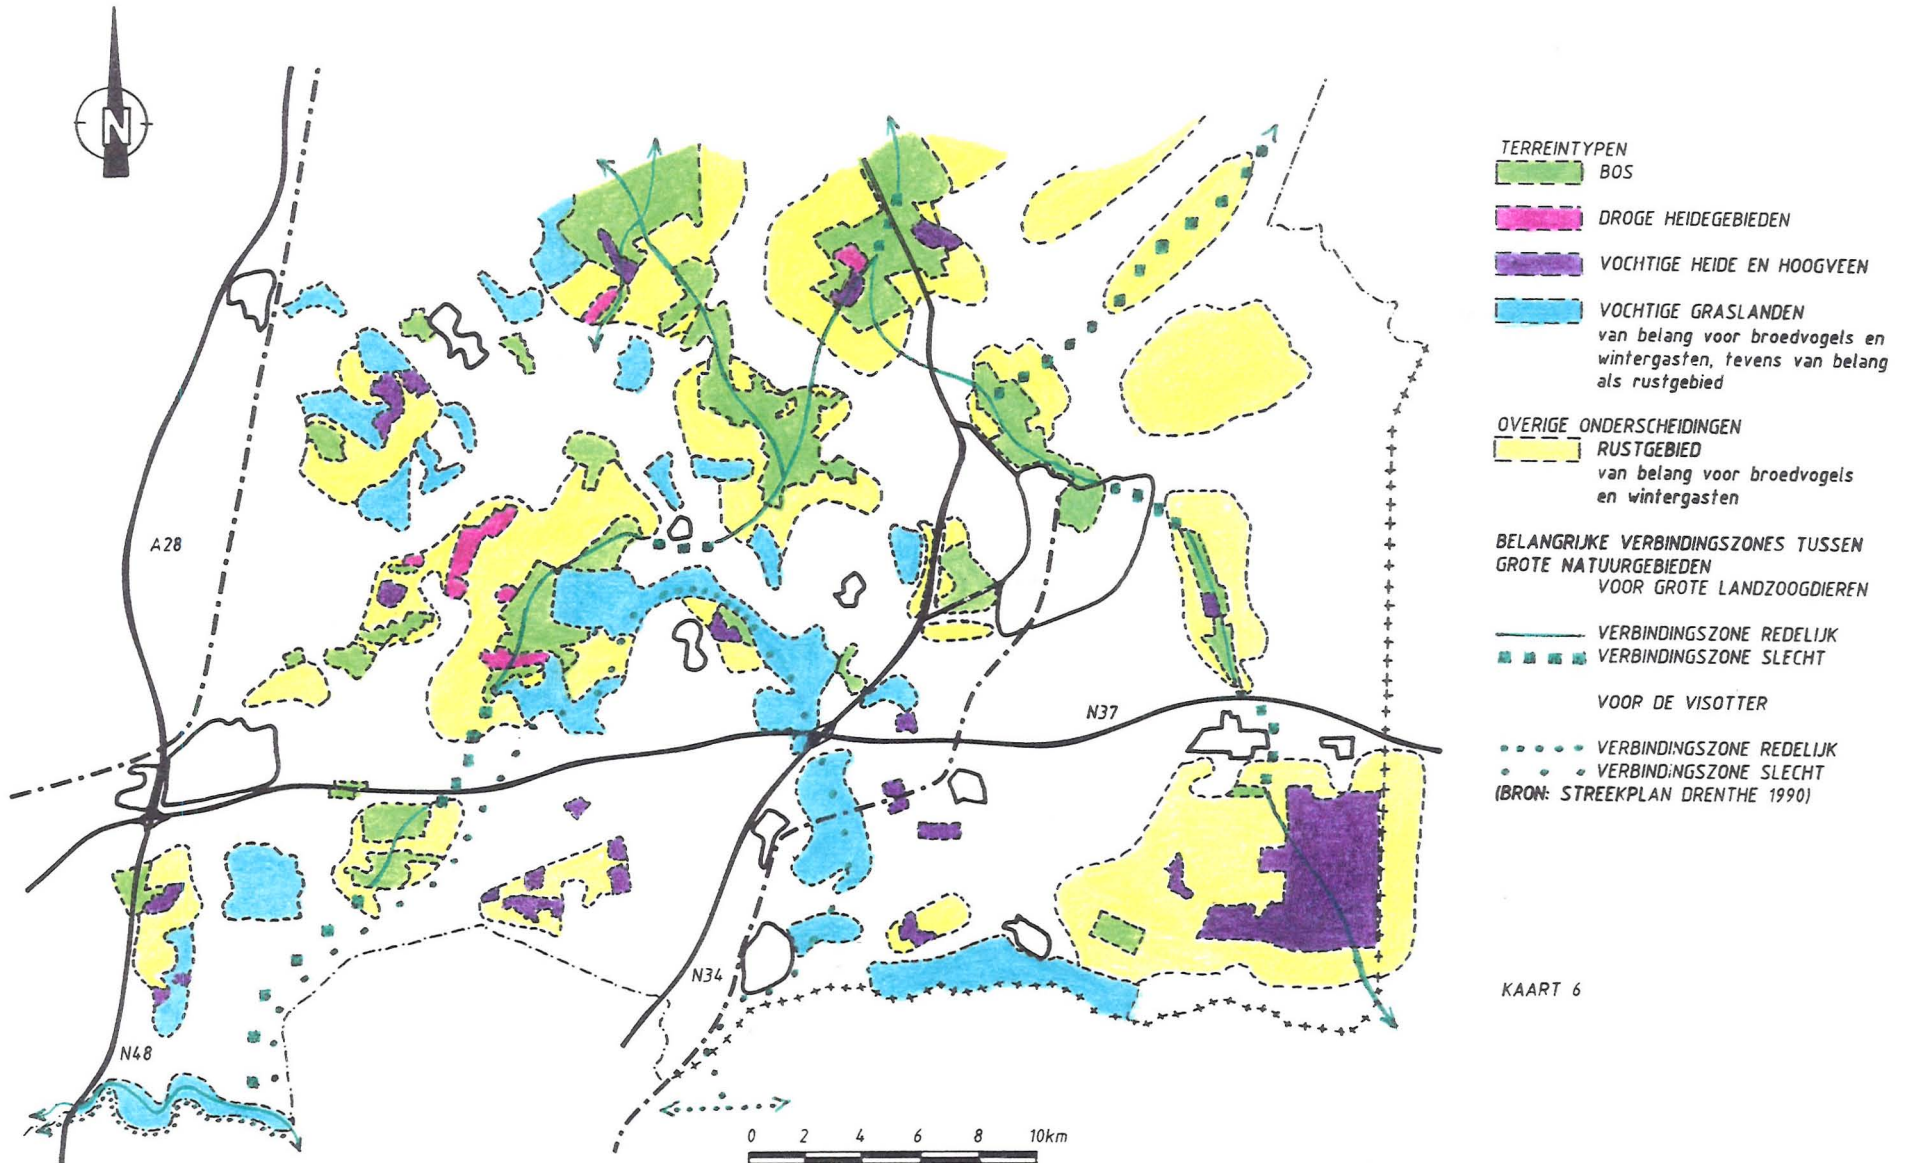 N
TERREINTYPEN
BOS
DROGE HEIDEGEBIEDEN
VOCHTIGE HEIDE EN HOOGVEEN
VOCHTIGE GRASLANDEN
van belang voor broedvogels en
wintergasten, tevens van belang
als rustgebied
OVERIGE ONDERSCHEIDINGEN
RUSTGEBIED
van belang voor broedvogels
en wintergasten
BELANGRIJKE VERBINDINGSZONES TUSSEN
GROTE NATUURGEBIEDEN
VOOR GROTE LANDZOOGDIEREN
VERBINDINGSZONE REDELIJK
VERBINDINGSZONE SLECHT
VOOR DE VISOTTER
VERBINDINGSZONE REDELIJK
VERBINDINGSZONE SLECHT
(BRON: STREEKPLAN DRENTHE 1990)
KAART 6
A28
N37
N34
N48
0 2 4 6 8 10km